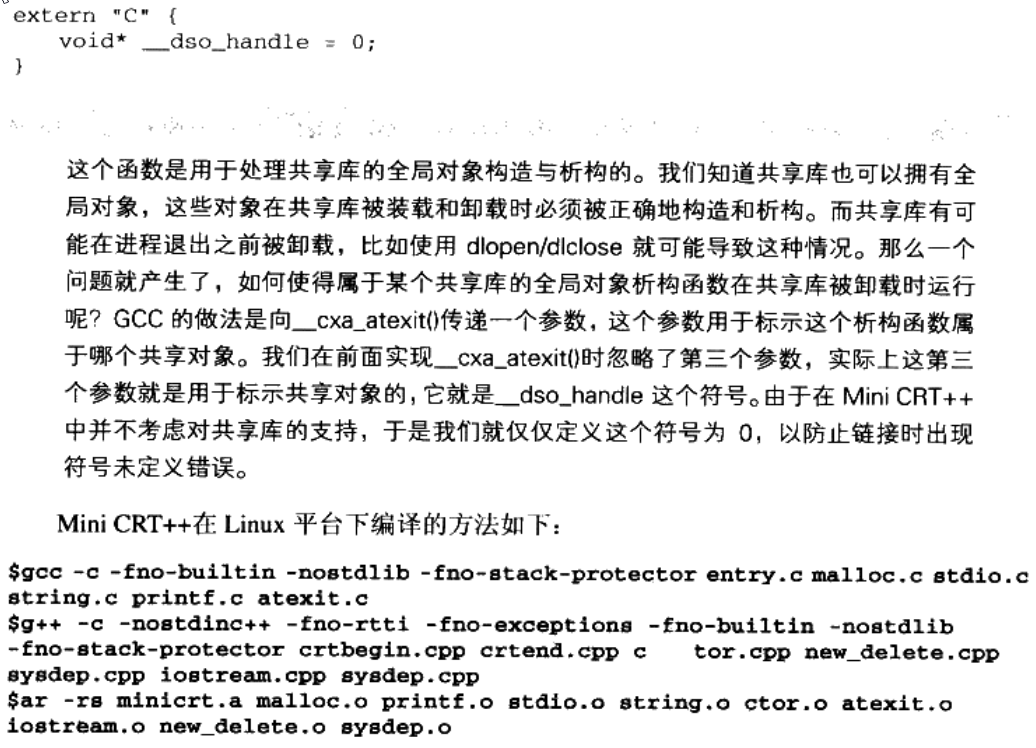 extern "C" {
void* __dso_handle = 0;
}
这个函数是用于处理共享库的全局对象构造与析构的。我们知道共享库也可以拥有全
局对象，这些对象在共享库被装载和卸载时必须被正确地构造和析构。而共享库有可
能在进程退出之前被卸载，比如使用 dlopen/dlclose 就可能导致这种情况。那么一个
问题就产生了，如何使得属于某个共享库的全局对象析构函数在共享库被卸载时运行
呢？GCC 的做法是向__cxa_atexit()传递一个参数，这个参数用于标示这个析构函数属
于哪个共享对象。我们在前面实现__cxa_atexit()时忽略了第三个参数，实际上这第三
个参数就是用于标示共享对象的，它就是__dso_handle 这个符号。由于在 Mini CRT++
中并不考虑对共享库的支持，于是我们就仅仅定义这个符号为 0，以防止链接时出现
符号未定义错误。
Mini CRT++在 Linux 平台下编译的方法如下：
$gcc -c -fno-builtin -nostdlib -fno-stack-protector entry.c malloc.c stdio.c
string.c printf.c atexit.c
$g++ -c -nostdinc++ -fno-rtti -fno-exceptions -fno-builtin -nostdlib
-fno-stack-protector crtbegin.cpp crtend.cpp c tor.cpp new_delete.cpp
sysdep.cpp iostream.cpp sysdep.cpp
$ar -rs minicrt.a malloc.o printf.o stdio.o string.o ctor.o atexit.o
iostream.o new_delete.o sysdep.o